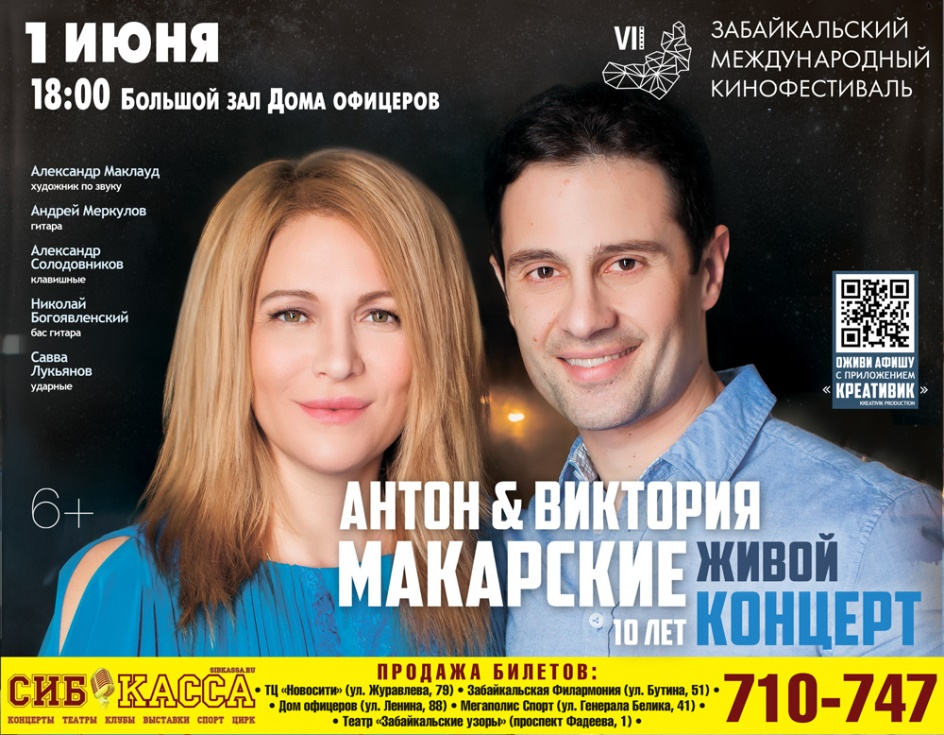 1 ИЮНЯ
18:00 Большой зал Дома офицеров
VII
ЗАБАЙКАЛЬСКИЙ
МЕЖДУНАРОДНЫЙ
КИНОФЕСТИВАЛЬ
Александр Маклауд
художник по звуку
Андрей Меркулов
гитара
Александр
Солодовников
клавишные
Николай
Богоявленский
бас гитара
Савва
Лукьянов
ударные
6+
ОЖИВИ АФИШУ
С ПРИЛОЖЕНИЕМ
« КРЕАТИВИК »
KREATIVIK PRODUCTION
АНТОН & ВИКТОРИЯ
МАКАРСКИЕ
10 ЛЕТ
ЖИВОЙ
КОНЦЕРТ
SIBKASSA.RU
СИБ КАССА
КОНЦЕРТЫ ТЕАТРЫ КЛУБЫ ВЫСТАВКИ СПОРТ ЦИРК
ПРОДАЖА БИЛЕТОВ:
• ТЦ «Новосити» (ул. Журавлева, 79) • Забайкальская Филармония (ул. Бутина, 51) •
• Дом офицеров (ул. Ленина, 88) • Мегаполис Спорт (ул. Генерала Белика, 41) •
• Театр «Забайкальские узоры» (проспект Фадеева, 1) •
710-747